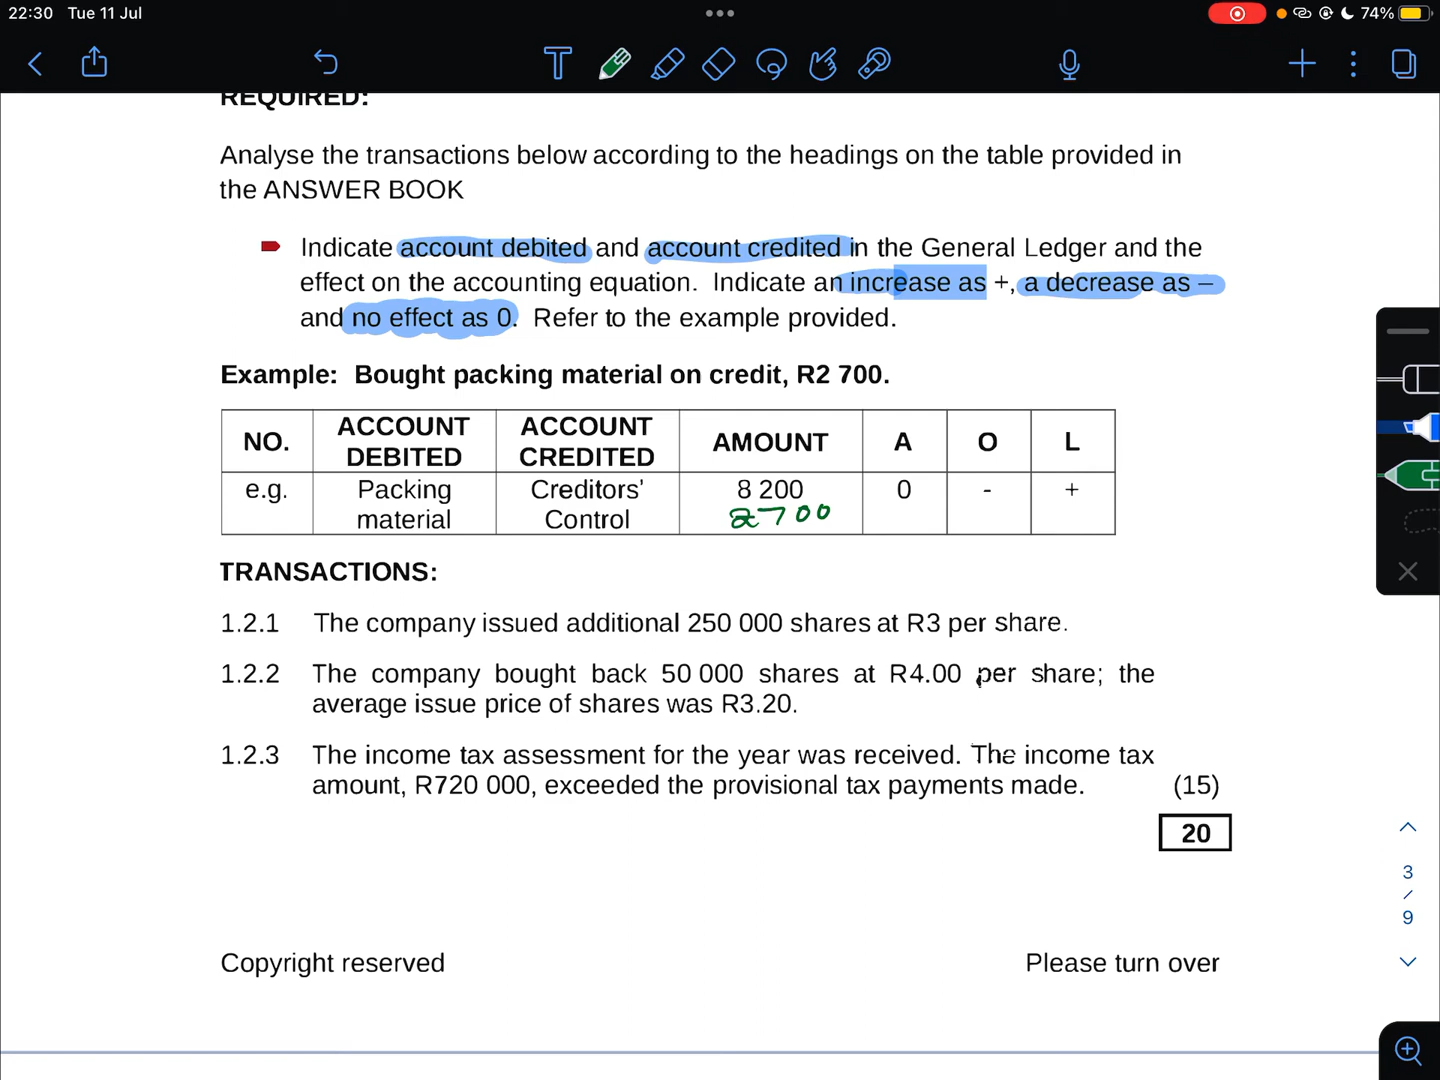 22:30 Tue 11 Jul
74%
REQUIRED:
Analyse the transactions below according to the headings on the table provided in
the ANSWER BOOK
Indicate account debited and account credited in the General Ledger and the
effect on the accounting equation. Indicate an increase as +, a decrease as –
and no effect as 0. Refer to the example provided.
Example: Bought packing material on credit, R2 700.
NO. ACCOUNT DEBITED ACCOUNT CREDITED AMOUNT A O L
e.g. Packing material Creditors' Control 8 200 0 - +
2700
TRANSACTIONS:
1.2.1 The company issued additional 250 000 shares at R3 per share.
1.2.2 The company bought back 50 000 shares at R4.00 per share; the
average issue price of shares was R3.20.
1.2.3 The income tax assessment for the year was received. The income tax
amount, R720 000, exceeded the provisional tax payments made. (15)
20
3
/
9
Copyright reserved Please turn over